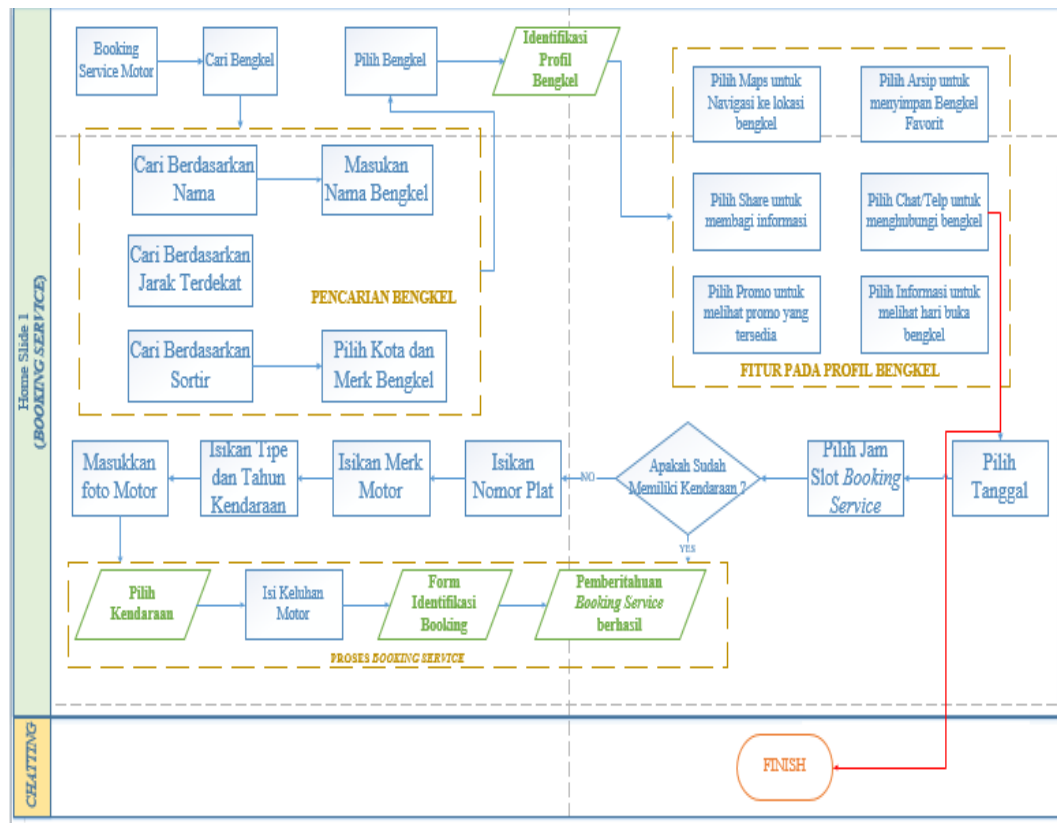 Home Slide 1
(BOOKING SERVICE)
Booking
Service Motor
Cari Bengkel
Pilih Bengkel
Identifikasi
Profil
Bengkel
Pilih Maps untuk
Navigasi ke lokasi
bengkel
Pilih Arsip untuk
menyimpan Bengkel
Favorit
Cari Berdasarkan
Nama
Masukan
Nama Bengkel
Pilih Share untuk
membagi informasi
Pilih Chat/Telp untuk
menghubungi bengkel
Cari Berdasarkan
Jarak Terdekat
PENCARIAN BENGKEL
Pilih Promo untuk
melihat promo yang
tersedia
Pilih Informasi untuk
melihat hari buka
bengkel
Cari Berdasarkan
Sortir
Pilih Kota dan
Merk Bengkel
FITUR PADA PROFIL BENGKEL
Masukkan
foto Motor
Isikan Tipe
dan Tahun
Kendaraan
Isikan Merk
Motor
Isikan
Nomor Plat
NO
Apakah Sudah
Memiliki Kendaraan ?
Pilih Jam
Slot Booking
Service
Pilih
Tanggal
YES
Pilih
Kendaraan
Isi Keluhan
Motor
Form
Identifikasi
Booking
Pemberitahuan
Booking Service
berhasil
PROSES BOOKING SERVICE
CHATTING
FINISH